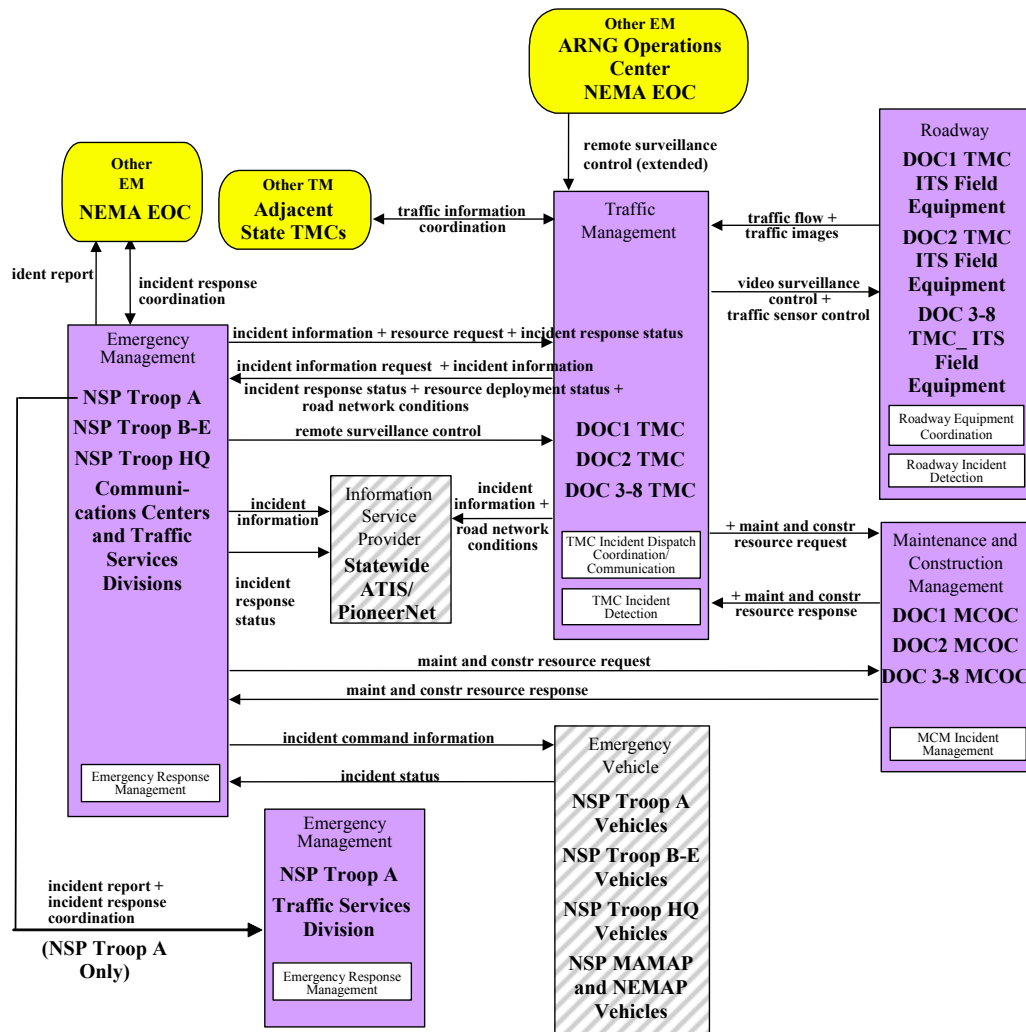 Other EM
ARNG Operations
Center
NEMA EOC
remote surveillance
control (extended)
Other
EM
NEMA EOC
Other TM
Adjacent
State TMCs
traffic information
coordination
ident report
incident response
coordination
Traffic
Management
DOC1 TMC
DOC2 TMC
DOC 3-8 TMC
TMC Incident Dispatch
Coordination/
Communication
TMC Incident
Detection
traffic flow +
traffic images
video surveillance
control +
traffic sensor control
Roadway
DOC1 TMC
ITS Field
Equipment
DOC2 TMC
ITS Field
Equipment
DOC 3-8
TMC_ ITS
Field
Equipment
Roadway Equipment
Coordination
Roadway Incident
Detection
Emergency
Management
NSP Troop A
NSP Troop B-E
NSP Troop HQ
Communi-
cations Centers
and Traffic
Services
Divisions
Emergency Response
Management
incident information + resource request + incident response status
incident information request + incident information
incident response status + resource deployment status +
road network conditions
remote surveillance control
incident
information
incident
response
status
Information
Service
Provider
Statewide
ATIS/
PioneerNet
incident
information +
road network
conditions
+ maint and constr
resource request
+ maint and constr
resource response
Maintenance and
Construction
Management
DOC1 MCOC
DOC2 MCOC
DOC 3-8 MCOC
MCM Incident
Management
maint and constr resource request
maint and constr resource response
incident command information
incident status
Emergency
Vehicle
NSP Troop A
Vehicles
NSP Troop B-E
Vehicles
NSP Troop HQ
Vehicles
NSP MAMAP
and NEMAP
Vehicles
incident report +
incident response
coordination
(NSP Troop A
Only)
Emergency
Management
NSP Troop A
Traffic Services
Division
Emergency Response
Management